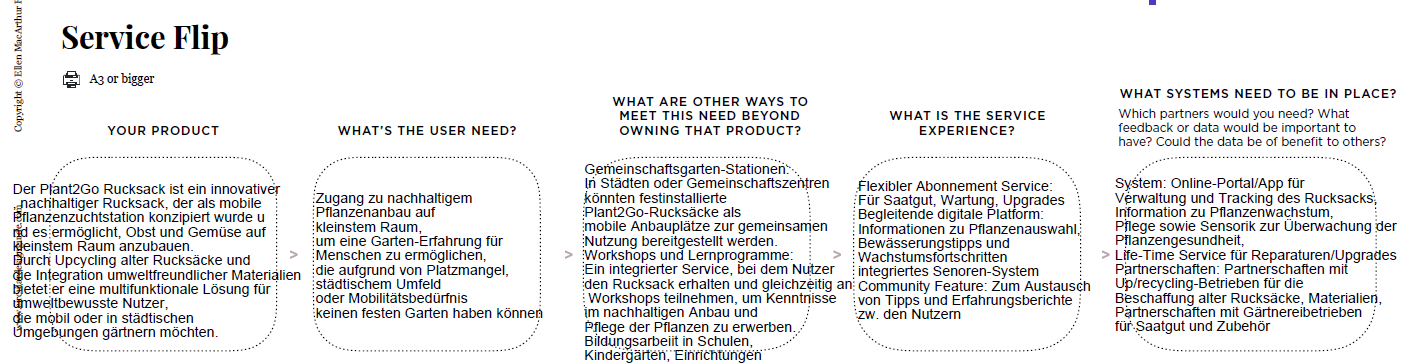 Copyright © Ellen MacArthur
Service Flip
A3 or bigger
YOUR PRODUCT
Der Plant2Go Rucksack ist ein innovativer
, nachhaltiger Rucksack, der als mobile
Pflanzenzuchtstation konzipiert wurde u
nd es ermöglicht, Obst und Gemüse auf
kleinstem Raum anzubauen.
Durch Upcycling alter Rucksäcke und
die Integration umweltfreundlicher Materialien
bietet er eine multifunktionale Lösung für
umweltbewusste Nutzer,
die mobil oder in städtischen
Umgebungen gärtnern möchten.
>
WHAT'S THE USER NEED?
Zugang zu nachhaltigem
Pflanzenanbau auf
kleinstem Raum,
um eine Garten-Erfahrung für
Menschen zu ermöglichen,
die aufgrund von Platzmangel,
städtischem Umfeld
oder Mobilitätsbedürfnis
keinen festen Garten haben können
>
WHAT ARE OTHER WAYS TO
MEET THIS NEED BEYOND
OWNING THAT PRODUCT?
Gemeinschaftsgarten-Stationen:
In Städten oder Gemeinschaftszentren
könnten festinstallierte
Plant2Go-Rucksäcke als
mobile Anbauplätze zur gemeinsamen
Nutzung bereitgestellt werden.
Workshops und Lernprogramme:
Ein integrierter Service, bei dem Nutzer
den Rucksack erhalten und gleichzeitig an
Workshops teilnehmen, um Kenntnisse
im nachhaltigen Anbau und
Pflege der Pflanzen zu erwerben.
Bildungsarbeiit in Schulen,
Kindergärten, Einrichtungen
>
WHAT IS THE SERVICE
EXPERIENCE?
Flexibler Abonnement Service:
Für Saatgut, Wartung, Upgrades
Begleitende digitale Platform:
Informationen zu Pflanzenauswahl,
Bewässerungstipps und
Wachstumsfortschritten
integriertes Senoren-System
Community Feature: Zum Austausch
von Tipps und Erfahrungsberichte
zw. den Nutzern
>
WHAT SYSTEMS NEED TO BE IN PLACE?
Which partners would you need? What
feedback or data would be important to
have? Could the data be of benefit to others?
System: Online-Portal/App für
Verwaltung und Tracking des Rucksacks,
Information zu Pflanzenwachstum,
Pflege sowie Sensorik zur Überwachung der
Pflanzengesundheit,
Life-Time Service für Reparaturen/Upgrades
Partnerschaften: Partnerschaften mit
Up/recycling-Betrieben für die
Beschaffung alter Rucksäcke, Materialien,
Partnerschaften mit Gärtnereibetrieben
für Saatgut und Zubehör